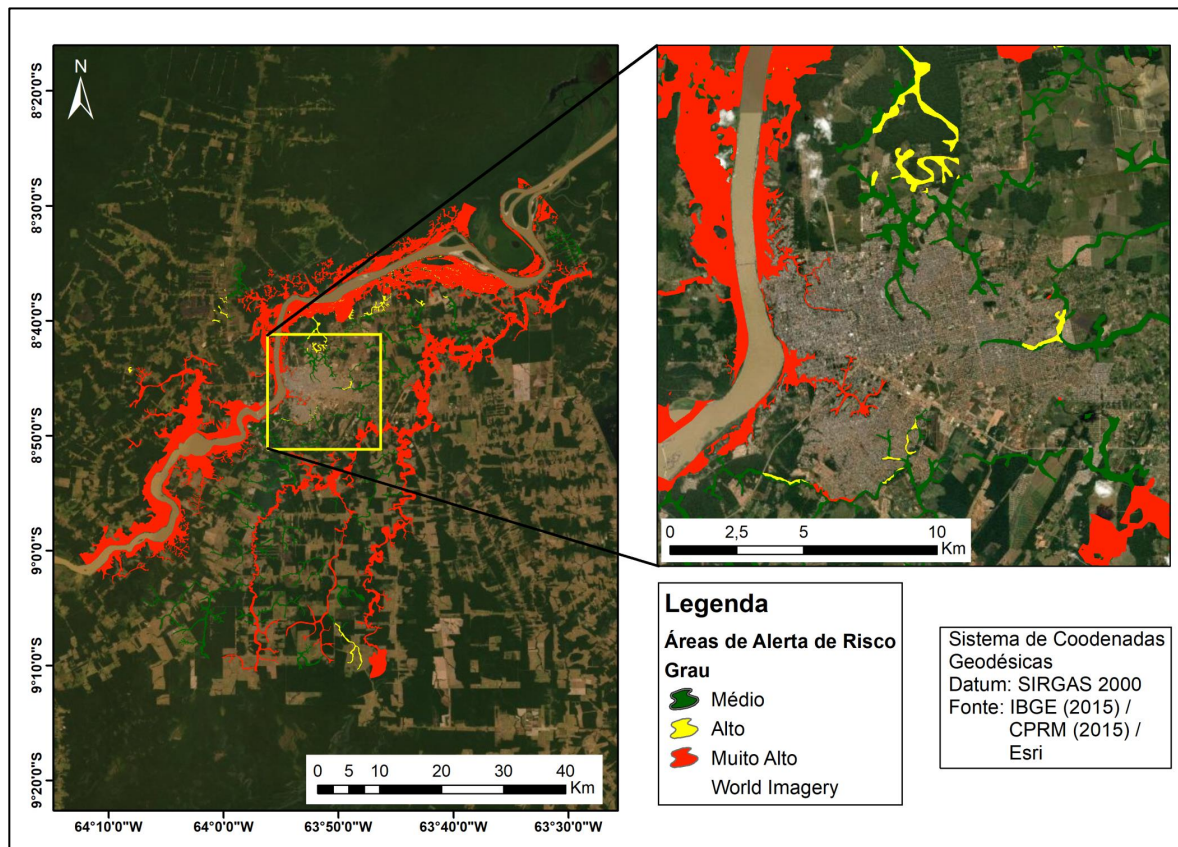 N
8°20'0"S
8°30'0"S
8°40'0"S
8°50'0"S
9°0'0"S
9°10'0"S
9°20'0"S
64°10'0"W 64°0'0"W 63°50'0"W 63°40'0"W 63°30'0"W
0 5 10 20 30 40
Km
0 2,5 5 10
Km
Legenda
Áreas de Alerta de Risco
Grau
Médio
Alto
Muito Alto
World Imagery
Sistema de Coodenadas
Geodésicas
Datum: SIRGAS 2000
Fonte: IBGE (2015) /
CPRM (2015) /
Esri